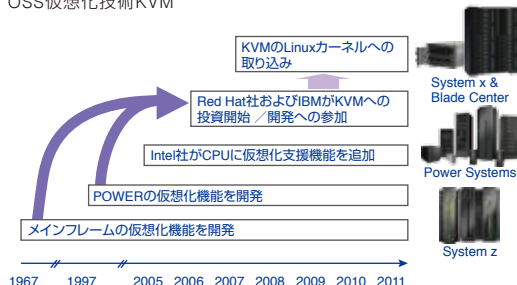 OSS仮想化技術KVM
KVMのLinuxカーネルへの
取り込み
Red Hat社およびIBMがKVMへの
投資開始／開発への参加
Intel社がCPUに仮想化支援機能を追加
POWERの仮想化機能を開発
メインフレームの仮想化機能を開発
1967 1997 2005 2006 2007 2008 2009 2010 2011
System x &
Blade Center
Power Systems
System z